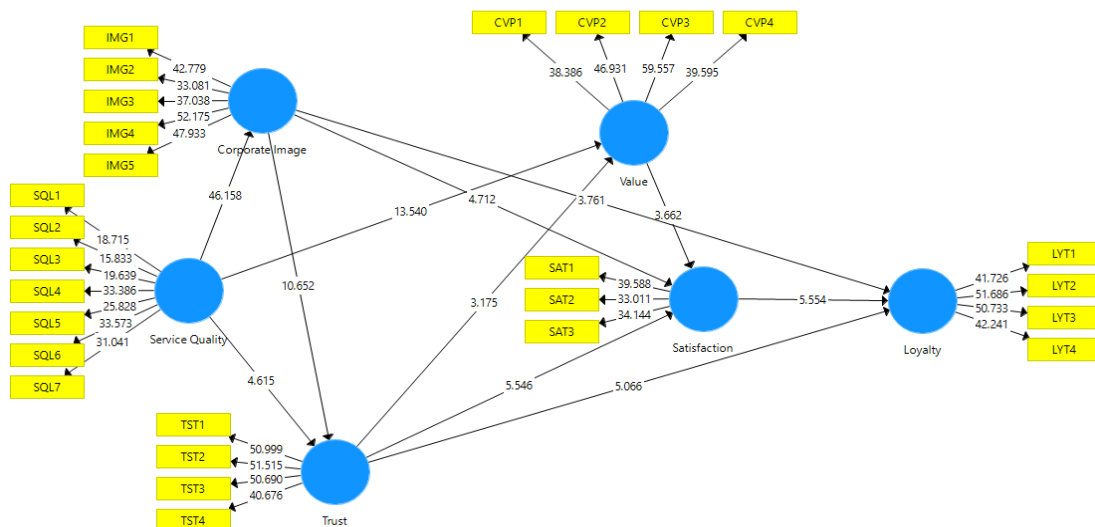 IMG1
IMG2
IMG3
IMG4
IMG5
42.779
33.081
37.038
52.175
47.933
Corporate Image
CVP1
CVP2
CVP3
CVP4
38.386
46.931
59.557
39.595
Value
SQL1
SQL2
SQL3
SQL4
SQL5
SQL6
SQL7
18.715
15.833
19.639
33.386
25.828
33.573
31.041
Service Quality
46.158
13.540
4.712
3.761
3.662
10.652
3.175
4.615
SAT1
SAT2
SAT3
39.588
33.011
34.144
Satisfaction
5.554
5.546
5.066
LYT1
LYT2
LYT3
LYT4
41.726
51.686
50.733
42.241
Loyalty
TST1
TST2
TST3
TST4
50.999
51.515
50.690
40.676
Trust